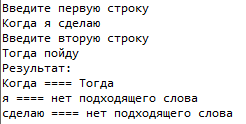 Введите первую строку
Когда я сделаю
Введите вторую строку
Тогда пойду
Результат:
Когда ==== Тогда
я ==== нет подходящего слова
сделаю ==== нет подходящего слова